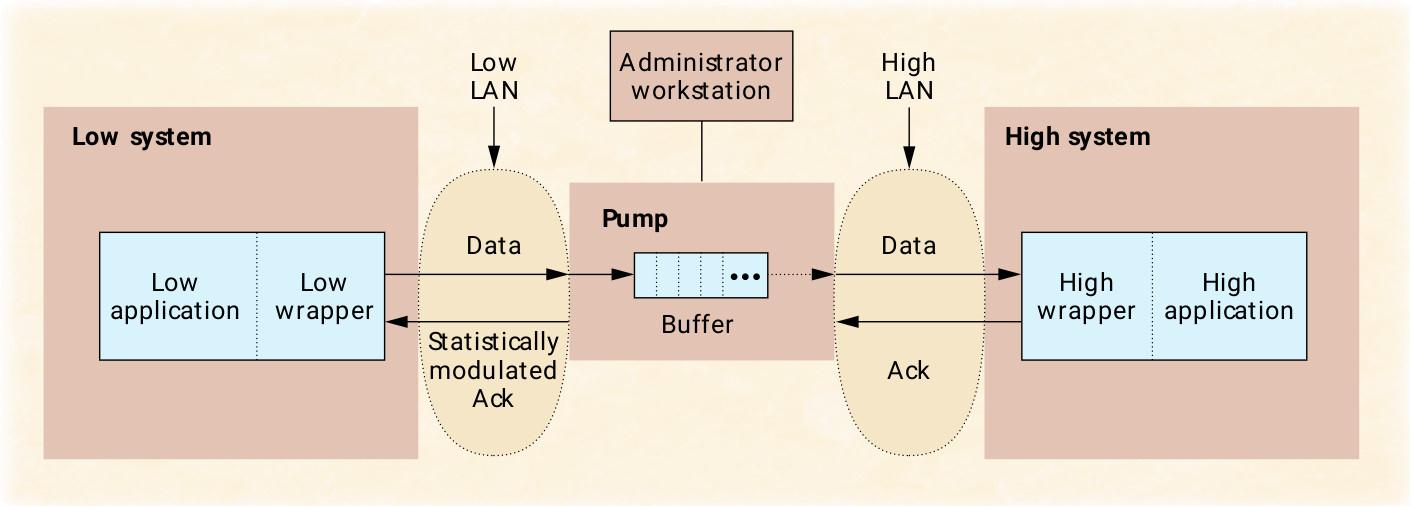 Low
LAN
Administrator
workstation
High
LAN
Low system
High system
Pump
Data
Data
Low
application
Low
wrapper
•••
Buffer
High
wrapper
High
application
Statistically
modulated
Ack
Ack